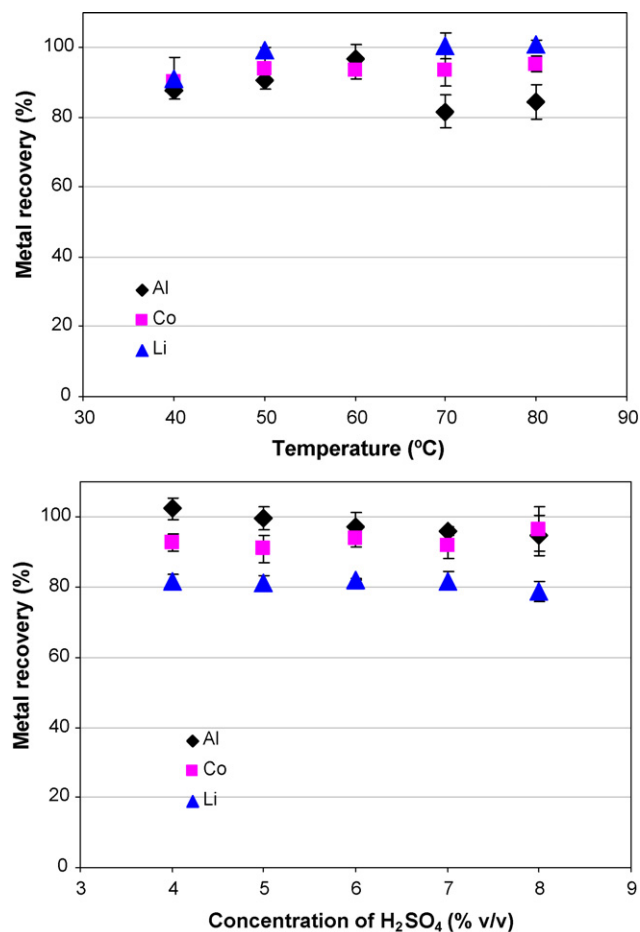 Metal recovery (%)
100
80
60
40
20
0
Al
Co
Li
30 40 50 60 70 80 90
Temperature (ºC)
Metal recovery (%)
100
80
60
40
20
0
Al
Co
Li
3 4 5 6 7 8 9
Concentration of H₂SO₄ (% v/v)